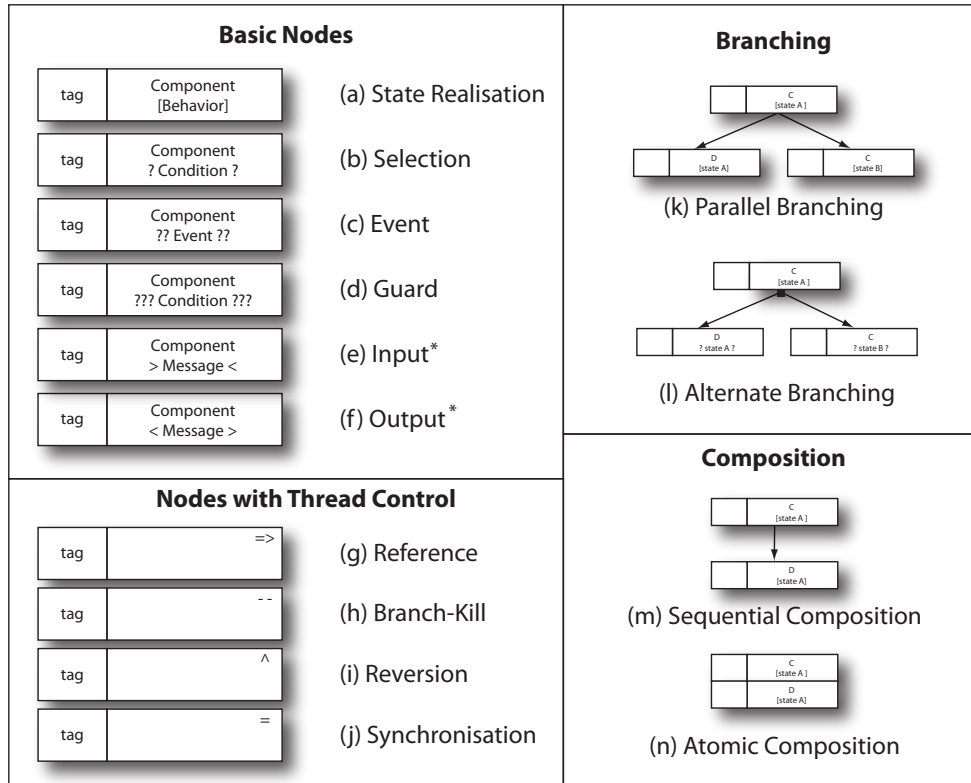 Basic Nodes
tag
Component
[Behavior]
(a) State Realisation
tag
Component
? Condition ?
(b) Selection
tag
Component
?? Event ??
(c) Event
tag
Component
??? Condition ???
(d) Guard
tag
Component
> Message <
(e) Input*
tag
Component
< Message >
(f) Output*
Nodes with Thread Control
tag
=>
(g) Reference
tag
--
(h) Branch-Kill
tag
^
(i) Reversion
tag
=
(j) Synchronisation
Branching
C
[state A ]
D
[state A]
C
[state B]
(k) Parallel Branching
C
[state A ]
D
? state A ?
C
? state B ?
(l) Alternate Branching
Composition
C
[state A ]
D
[state A]
(m) Sequential Composition
C
[state A ]
D
[state A]
(n) Atomic Composition